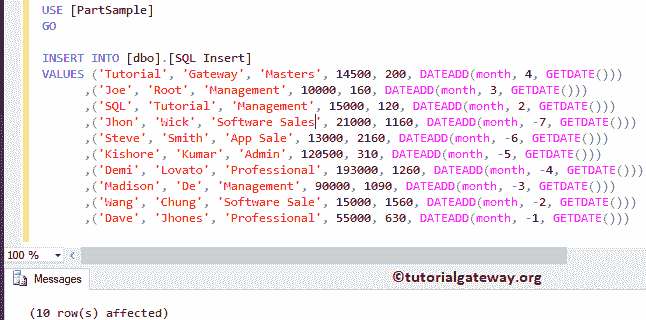 USE [PartSample]
GO
INSERT INTO [dbo].[SQL Insert]
VALUES ('Tutorial', 'Gateway', 'Masters', 14500, 200, DATEADD(month, 4, GETDATE()))
,('Joe', 'Root', 'Management', 10000, 160, DATEADD(month, 3, GETDATE()))
,('SQL', 'Tutorial', 'Management', 15000, 120, DATEADD(month, 2, GETDATE()))
,('Jhon', 'Wick', 'Software Sales', 21000, 1160, DATEADD(month, -7, GETDATE()))
,('Steve', 'Smith', 'App Sale', 13000, 2160, DATEADD(month, -6, GETDATE()))
,('Kishore', 'Kumar', 'Admin', 120500, 310, DATEADD(month, -5, GETDATE()))
,('Demi', 'Lovato', 'Professional', 193000, 1260, DATEADD(month, -4, GETDATE()))
,('Madison', 'De', 'Management', 90000, 1090, DATEADD(month, -3, GETDATE()))
,('Wang', 'Chung', 'Software Sale', 15000, 1560, DATEADD(month, -2, GETDATE()))
,('Dave', 'Jhones', 'Professional', 55000, 630, DATEADD(month, -1, GETDATE()))
100 %
Messages
©tutorialgateway.org
(10 row(s) affected)